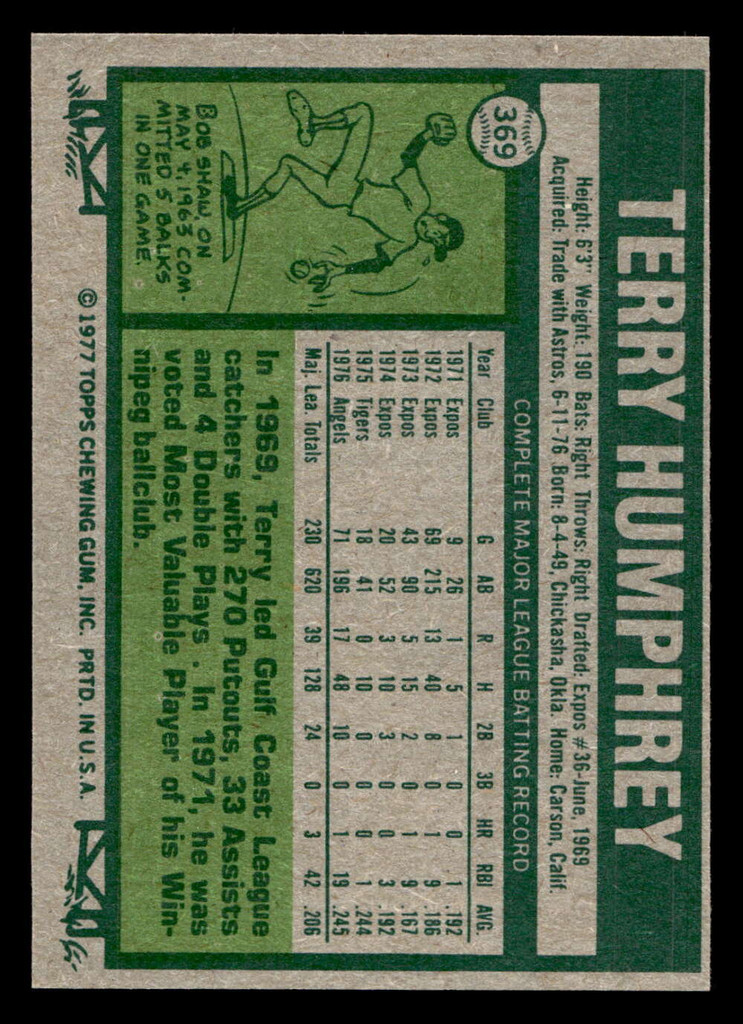 369
TERRY HUMPHREY
Height: 6'3" Weight: 190 Bats: Right Throws: Right Drafted: Expos #36-June, 1969
Acquired: Trade with Astros, 6-11-76 Born: 8-4-49, Chickasha, Okla. Home: Carson, Calif.
COMPLETE MAJOR LEAGUE BATTING RECORD
Year Club G AB R H 2B 3B HR RBI AVG.
1971 Expos 9 26 1 5 1 0 0 1 .192
1972 Expos 69 215 13 40 8 0 1 9 .186
1973 Expos 43 90 5 15 2 0 1 9 .167
1974 Expos 20 52 3 10 3 0 0 3 .192
1975 Tigers 18 41 0 10 0 0 0 1 .244
1976 Angels 71 196 17 48 10 0 1 19 .245
Maj. Lea. Totals 230 620 39 128 24 0 3 42 .206
BOB SHAW, ON
MAY 4, 1963 COM-
MITTED 5 BALKS
IN ONE GAME.
In 1969, Terry led Gulf Coast League
catchers with 270 Putouts, 33 Assists
and 4 Double Plays . In 1971, he was
voted Most Valuable Player of his Win-
nipeg ballclub.
© 1977 TOPPS CHEWING GUM, INC. PRTD. IN U.S.A.